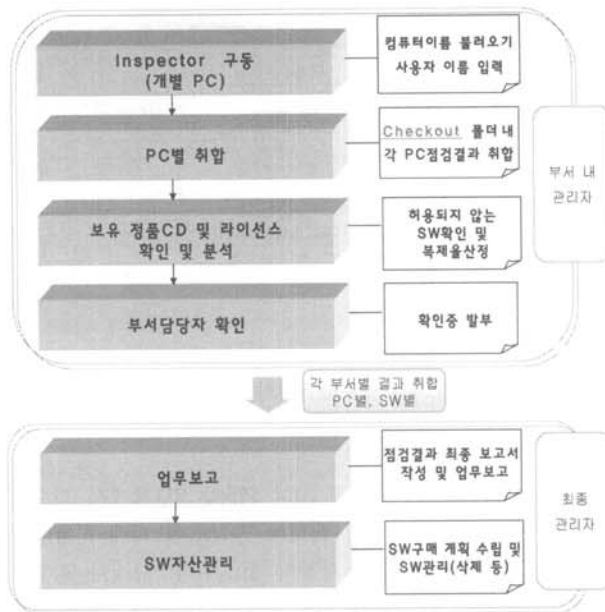 Inspector 구동
(개별 PC)
컴퓨터이름 불러오기
사용자 이름 입력
PC별 취합
Checkout 폴더내
각 PC점검결과 취합
부서 내
관리자
보유 정품CD 및 라이선스
확인 및 분석
허용되지 않는
SW확인 및
복제율산정
부서담당자 확인
확인증 발부
각 부서별 결과 취합
PC별, SW별
업무보고
점검결과 최종 보고서
작성 및 업무보고
최종
관리자
SW자산관리
SW구매 계획 수립 및
SW관리(삭제 등)